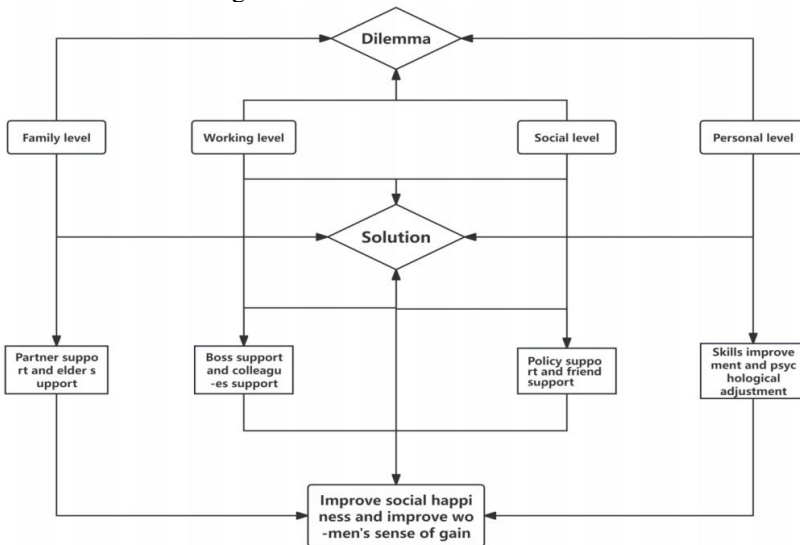 Dilemma
Family level
Working level
Social level
Personal level
Solution
Partner suppo
rt and elder s
upport
Boss support
and colleagu
-es support
Policy suppo
rt and friend
support
Skills improve
ment and psyc
hological
adjustment
Improve social happi
ness and improve wo
-men's sense of gain